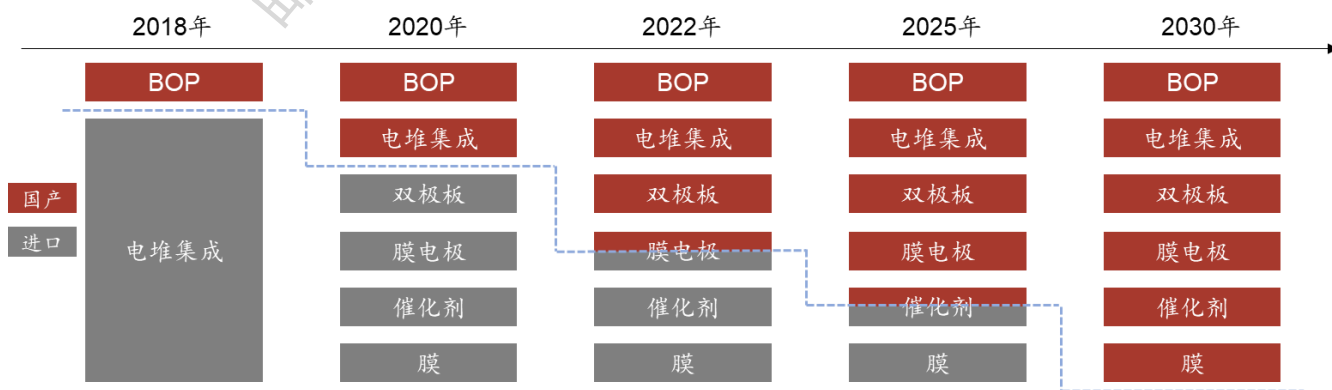 2018年 2020年 2022年 2025年 2030年
BOP BOP BOP BOP BOP
电堆集成 电堆集成 电堆集成 电堆集成
国产 双极板 双极板 双极板 双极板
进口 电堆集成 膜电极 膜电极 膜电极 膜电极
催化剂 催化剂 催化剂 催化剂
膜 膜 膜 膜